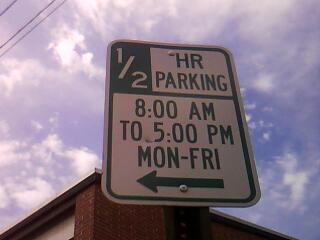 1/2 HR
PARKING
8:00 AM
TO 5:00 PM
MON-FRI